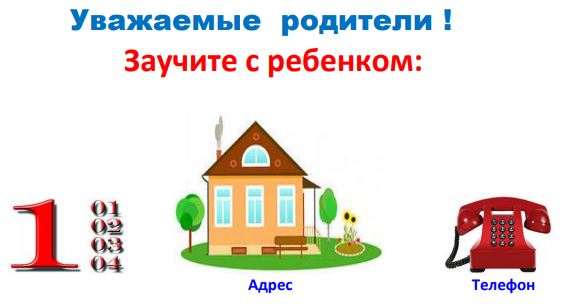 Уважаемые родители !
Заучите с ребенком:
1
01
02
03
04
Адрес
Телефон